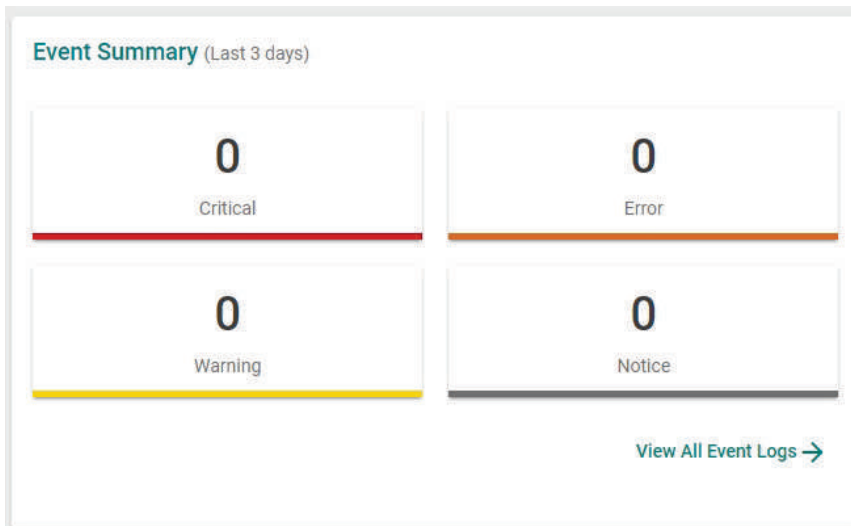 Event Summary (Last 3 days)
0
Critical
0
Error
0
Warning
0
Notice
View All Event Logs